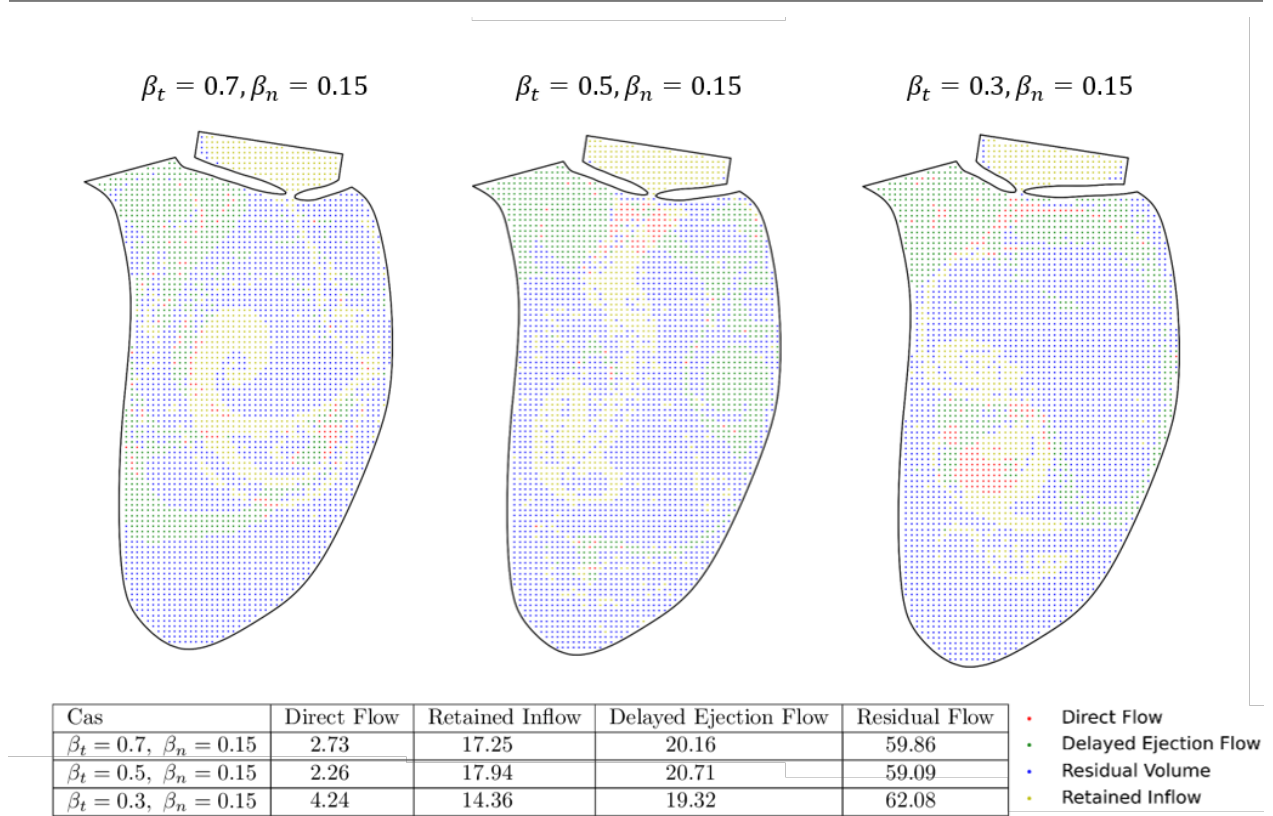 βt = 0.7, βn = 0.15
βt = 0.5, βn = 0.15
βt = 0.3, βn = 0.15
Cas Direct Flow Retained Inflow Delayed Ejection Flow Residual Flow
βt = 0.7, βn = 0.15 2.73 17.25 20.16 59.86
βt = 0.5, βn = 0.15 2.26 17.94 20.71 59.09
βt = 0.3, βn = 0.15 4.24 14.36 19.32 62.08
Direct Flow
Delayed Ejection Flow
Residual Volume
Retained Inflow